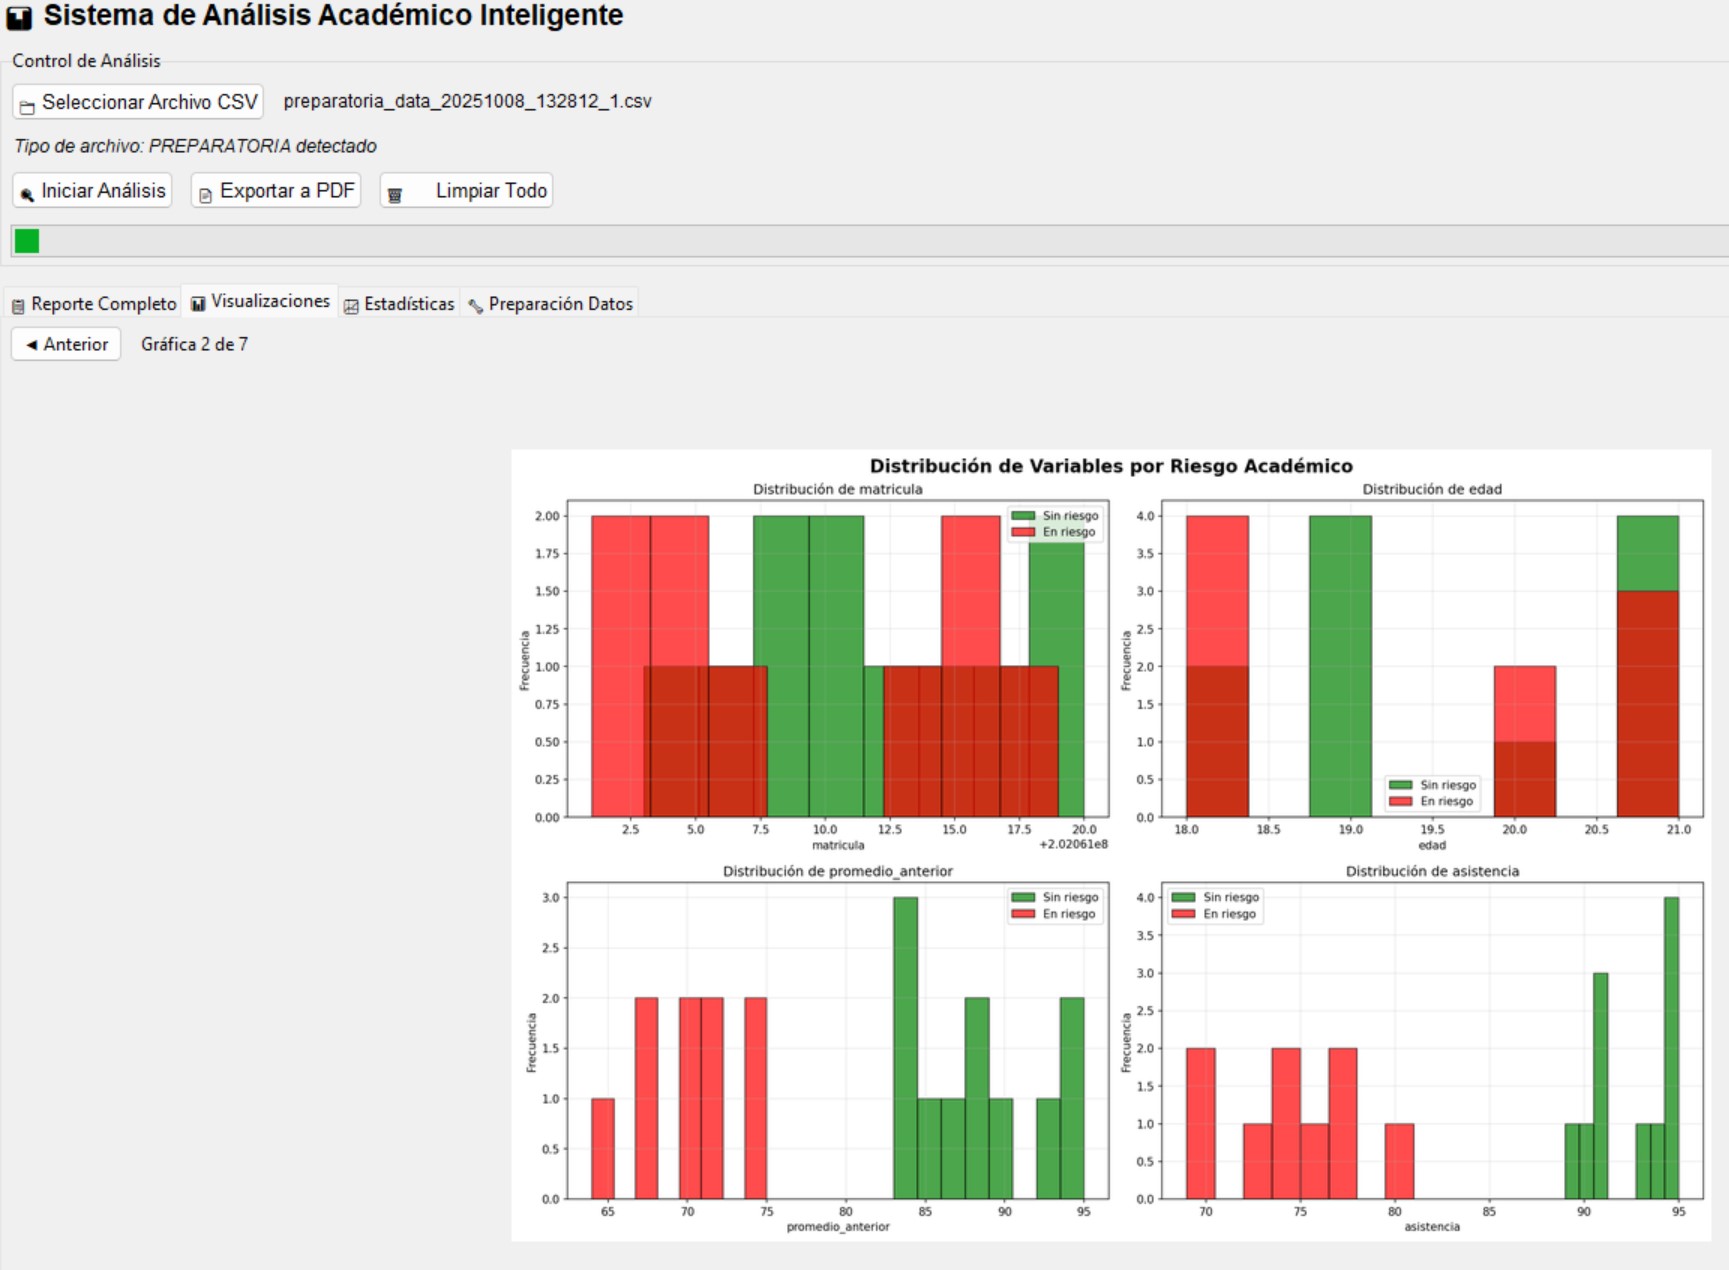 Sistema de Análisis Académico Inteligente
Control de Análisis
Seleccionar Archivo CSV preparatoria_data_20251008_132812_1.csv
Tipo de archivo: PREPARATORIA detectado
Iniciar Análisis Exportar a PDF Limpiar Todo
Reporte Completo Visualizaciones Estadísticas Preparación Datos
◄ Anterior Gráfica 2 de 7
Distribución de Variables por Riesgo Académico
Distribución de matricula
2.00
1.75
1.50
1.25
1.00
0.75
0.50
0.25
0.00
Frecuencia
Sin riesgo
En riesgo
2.5 5.0 7.5 10.0 12.5 15.0 17.5 20.0
matricula +2.02061e8
Distribución de edad
4.0
3.5
3.0
2.5
2.0
1.5
1.0
0.5
0.0
Frecuencia
Sin riesgo
En riesgo
18.0 18.5 19.0 19.5 20.0 20.5 21.0
edad
Distribución de promedio_anterior
3.0
2.5
2.0
1.5
1.0
0.5
0.0
Frecuencia
Sin riesgo
En riesgo
65 70 75 80 85 90 95
promedio_anterior
Distribución de asistencia
4.0
3.5
3.0
2.5
2.0
1.5
1.0
0.5
0.0
Frecuencia
Sin riesgo
En riesgo
70 75 80 85 90 95
asistencia